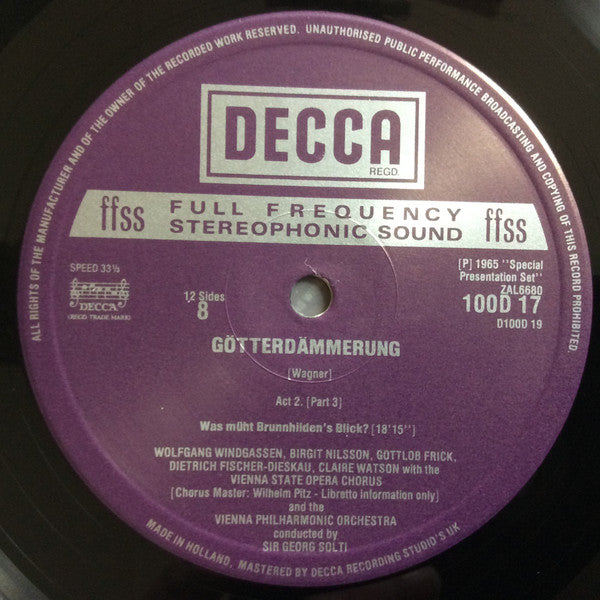 ALL RIGHTS OF THE MANUFACTURER AND OF THE OWNER OF THE RECORDED WORK RESERVED. UNAUTHORISED PUBLIC PERFORMANCE BROADCASTING AND COPYING OF THIS RECORD PROHIBITED.
DECCA
REGD.
ffss FULL FREQUENCY STEREOPHONIC SOUND ffss
SPEED 33⅓
DECCA
(REGD. TRADE MARK)
12 Sides
8
[P] 1965 "Special
Presentation Set"
ZAL6680
100D 17
D100D 19
GÖTTERDÄMMERUNG
[Wagner]
Act 2. [Part 3]
Was müht Brunnhilden's Blick? [18'15"]
WOLFGANG WINDGASSEN, BIRGIT NILSSON, GOTTLOB FRICK,
DIETRICH FISCHER-DIESKAU, CLAIRE WATSON with the
VIENNA STATE OPERA CHORUS
[Chorus Master: Wilhelm Pitz - Libretto information only]
and the
VIENNA PHILHARMONIC ORCHESTRA
conducted by
SIR GEORG SOLTI
MADE IN HOLLAND. MASTERED BY DECCA RECORDING STUDIO'S UK